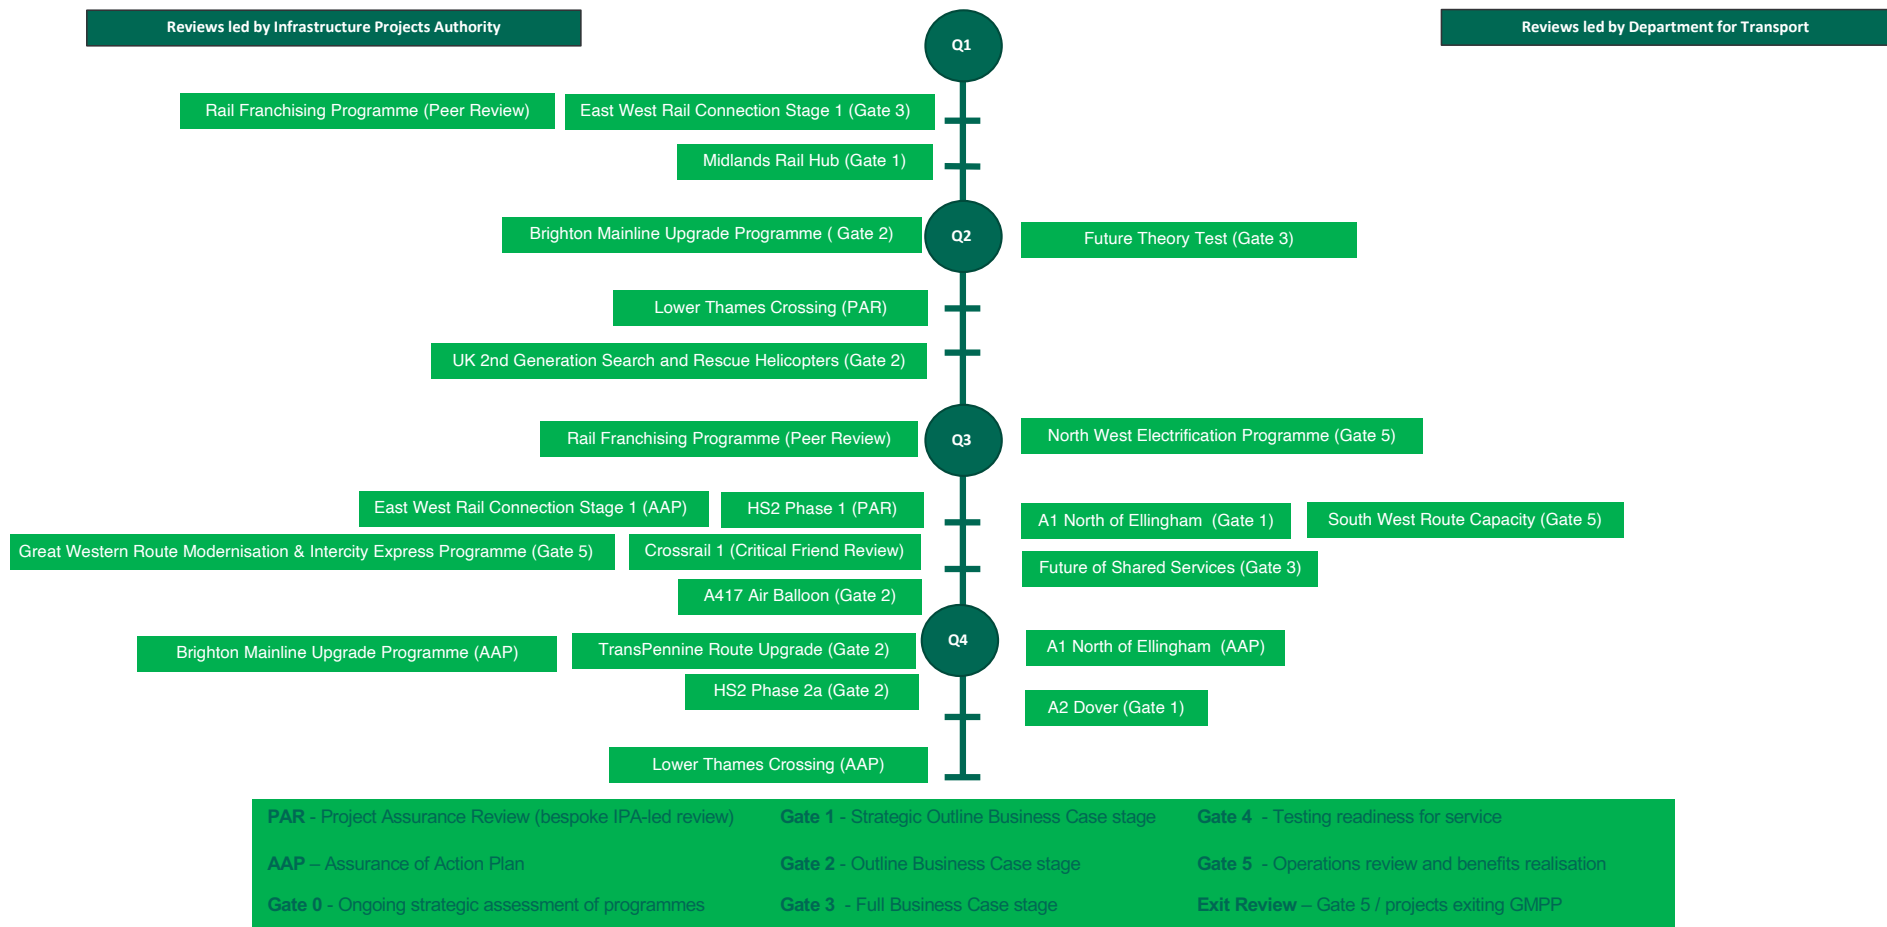 Reviews led by Infrastructure Projects Authority
Q1
Reviews led by Department for Transport
Rail Franchising Programme (Peer Review)
East West Rail Connection Stage 1 (Gate 3)
Midlands Rail Hub (Gate 1)
Brighton Mainline Upgrade Programme ( Gate 2)
Q2
Future Theory Test (Gate 3)
Lower Thames Crossing (PAR)
UK 2nd Generation Search and Rescue Helicopters (Gate 2)
Rail Franchising Programme (Peer Review)
Q3
North West Electrification Programme (Gate 5)
East West Rail Connection Stage 1 (AAP)
HS2 Phase 1 (PAR)
A1 North of Ellingham  (Gate 1)
South West Route Capacity (Gate 5)
Great Western Route Modernisation & Intercity Express Programme (Gate 5)
Crossrail 1 (Critical Friend Review)
Future of Shared Services (Gate 3)
A417 Air Balloon (Gate 2)
Q4
Brighton Mainline Upgrade Programme (AAP)
TransPennine Route Upgrade (Gate 2)
A1 North of Ellingham  (AAP)
HS2 Phase 2a (Gate 2)
A2 Dover (Gate 1)
Lower Thames Crossing (AAP)
PAR - Project Assurance Review (bespoke IPA-led review)
Gate 1 - Strategic Outline Business Case stage
Gate 4  - Testing readiness for service
AAP – Assurance of Action Plan
Gate 2 - Outline Business Case stage
Gate 5  - Operations review and benefits realisation
Gate 0 - Ongoing strategic assessment of programmes
Gate 3  - Full Business Case stage
Exit Review – Gate 5 / projects exiting GMPP